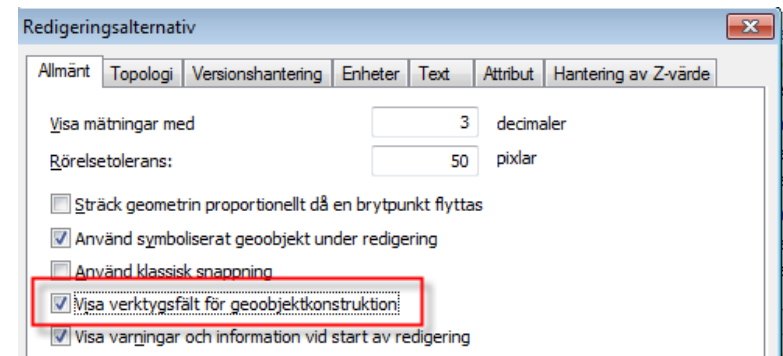 Redigeringsalternativ
Allmänt Topologi Versionshantering Enheter Text Attribut Hantering av Z-värde
Visa mätningar med 3 decimaler
Rörelsetolerans: 50 pixlar
Sträck geometrin proportionellt då en brytpunkt flyttas
Använd symboliserat geoobjekt under redigering
Använd klassisk snappning
Visa verktygsfält för geoobjektkonstruktion
Visa varningar och information vid start av redigering